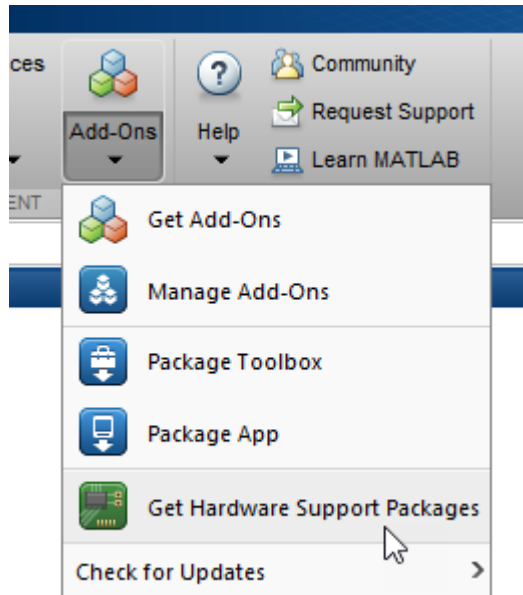 ces
Community
Request Support
Add-Ons
Help
Learn MATLAB
ENT
Get Add-Ons
Manage Add-Ons
Package Toolbox
Package App
Get Hardware Support Packages
Check for Updates